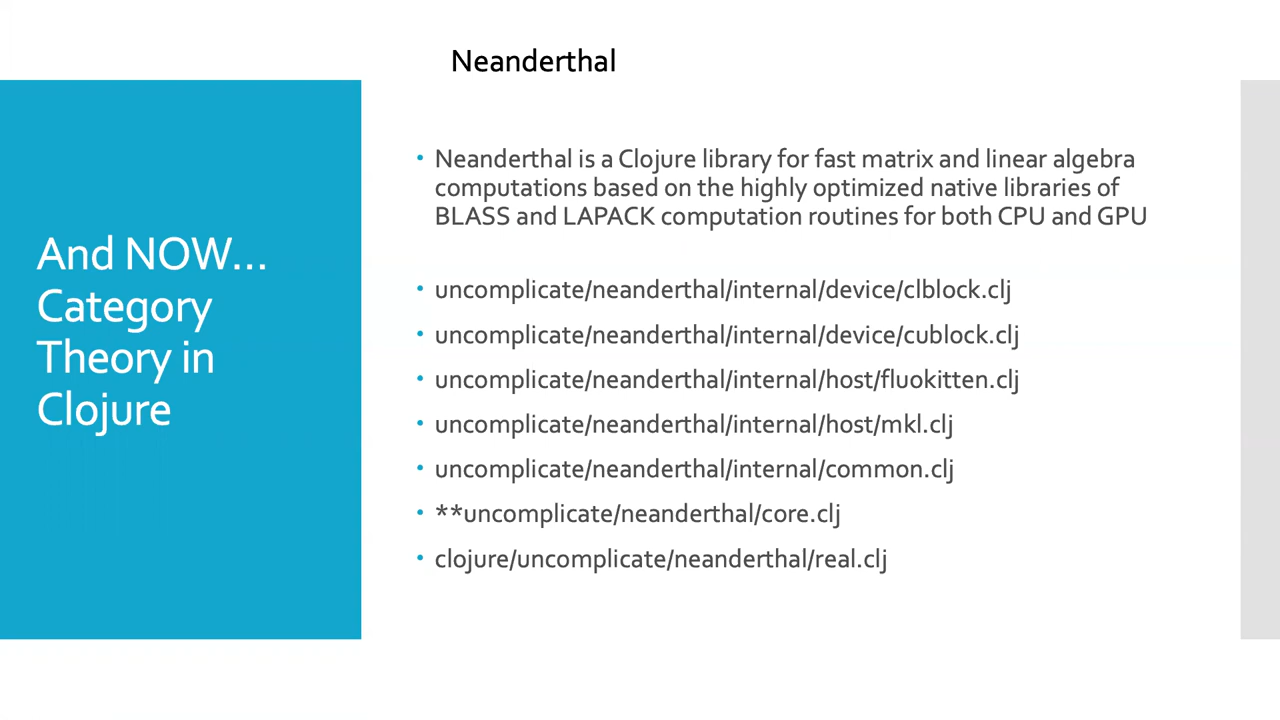 Neanderthal
And NOW...
Category
Theory in
Clojure
• Neanderthal is a Clojure library for fast matrix and linear algebra
computations based on the highly optimized native libraries of
BLASS and LAPACK computation routines for both CPU and GPU
• uncomplicate/neanderthal/internal/device/clblock.clj
• uncomplicate/neanderthal/internal/device/cublock.clj
• uncomplicate/neanderthal/internal/host/fluokitten.clj
• uncomplicate/neanderthal/internal/host/mkl.clj
• uncomplicate/neanderthal/internal/common.clj
• **uncomplicate/neanderthal/core.clj
• clojure/uncomplicate/neanderthal/real.clj